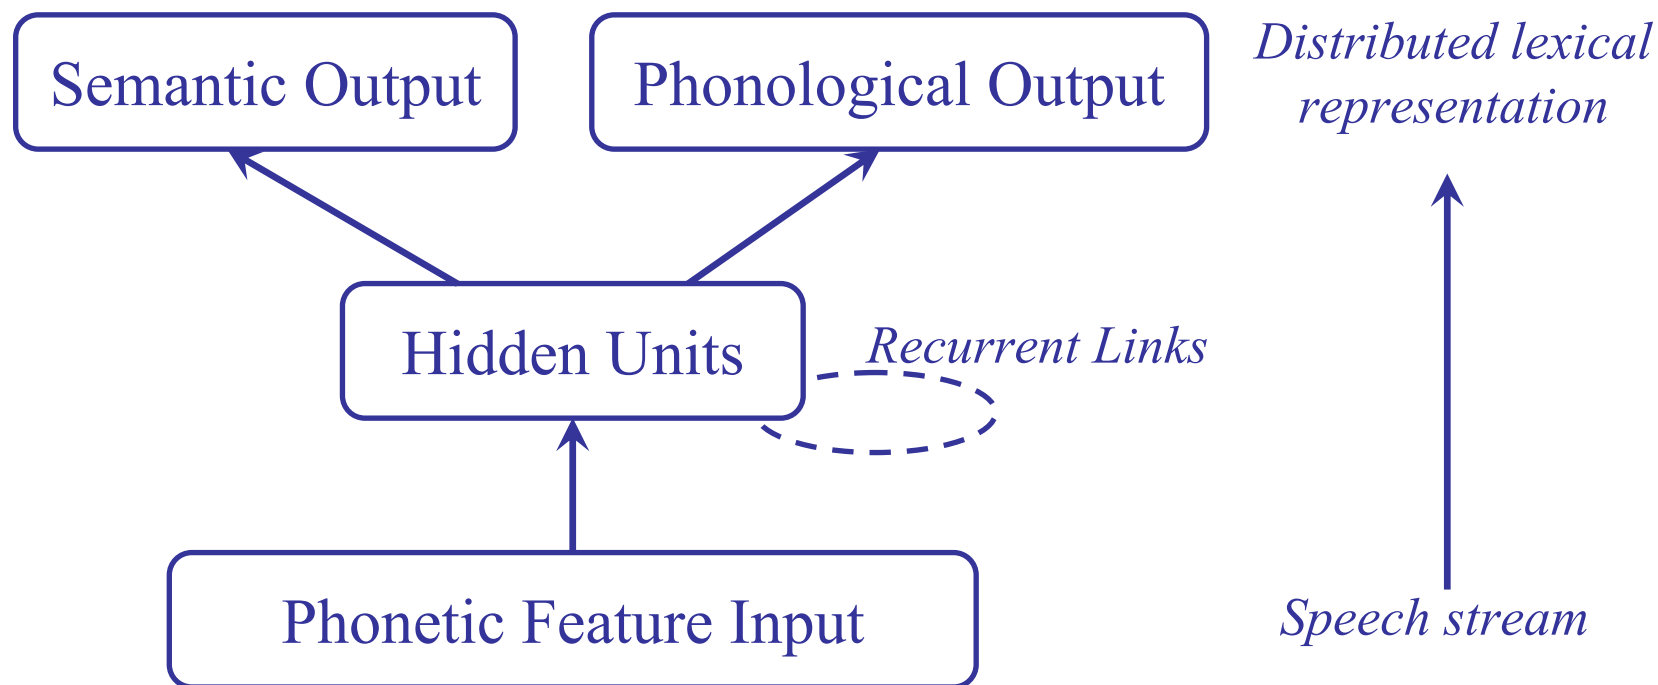 Semantic Output
Phonological Output
Distributed lexical
representation
Hidden Units
Recurrent Links
Phonetic Feature Input
Speech stream